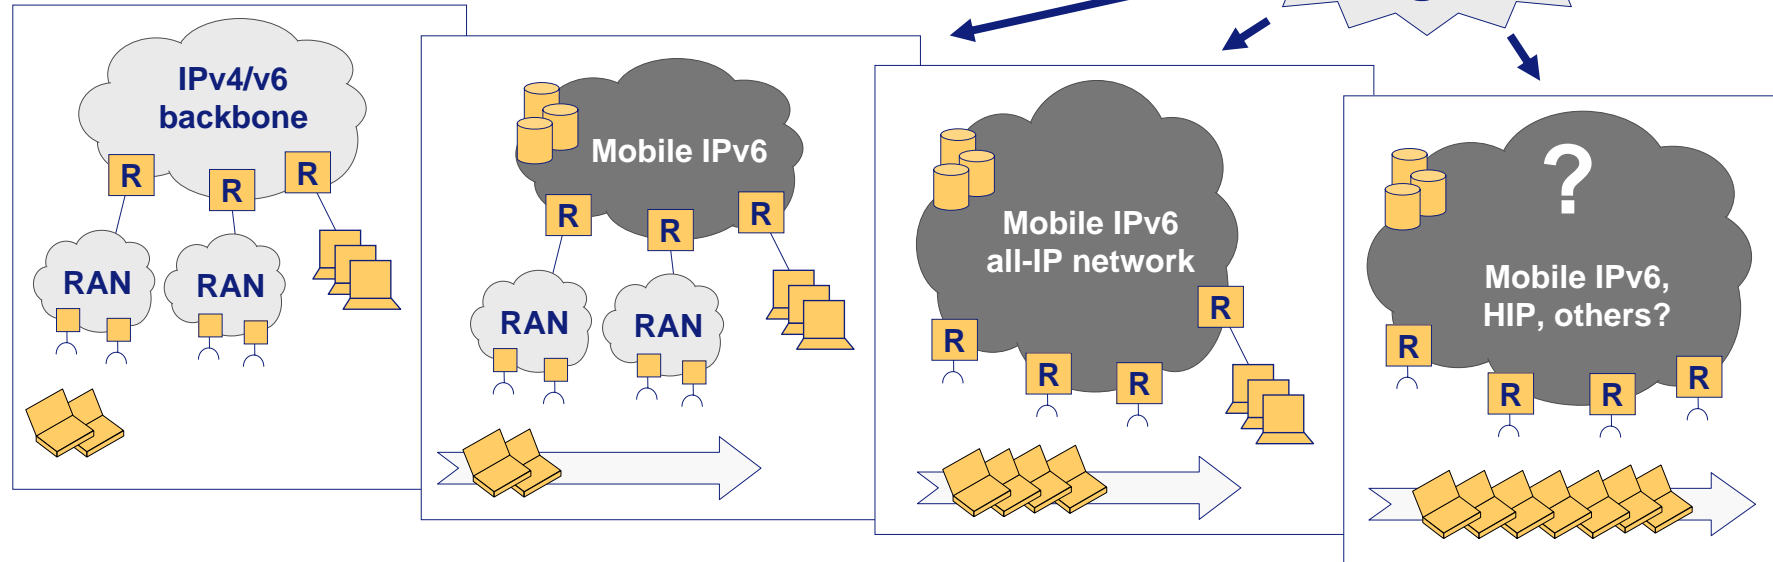 IPv4/v6
backbone
R
R
R
RAN
RAN
Mobile IPv6
R
R
R
RAN
RAN
Mobile IPv6
all-IP network
R
R
R
R
?
Mobile IPv6,
HIP, others?
R
R
R
R